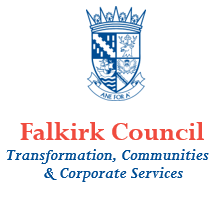 ANE FOR A'
Falkirk Council
Transformation, Communities
& Corporate Services